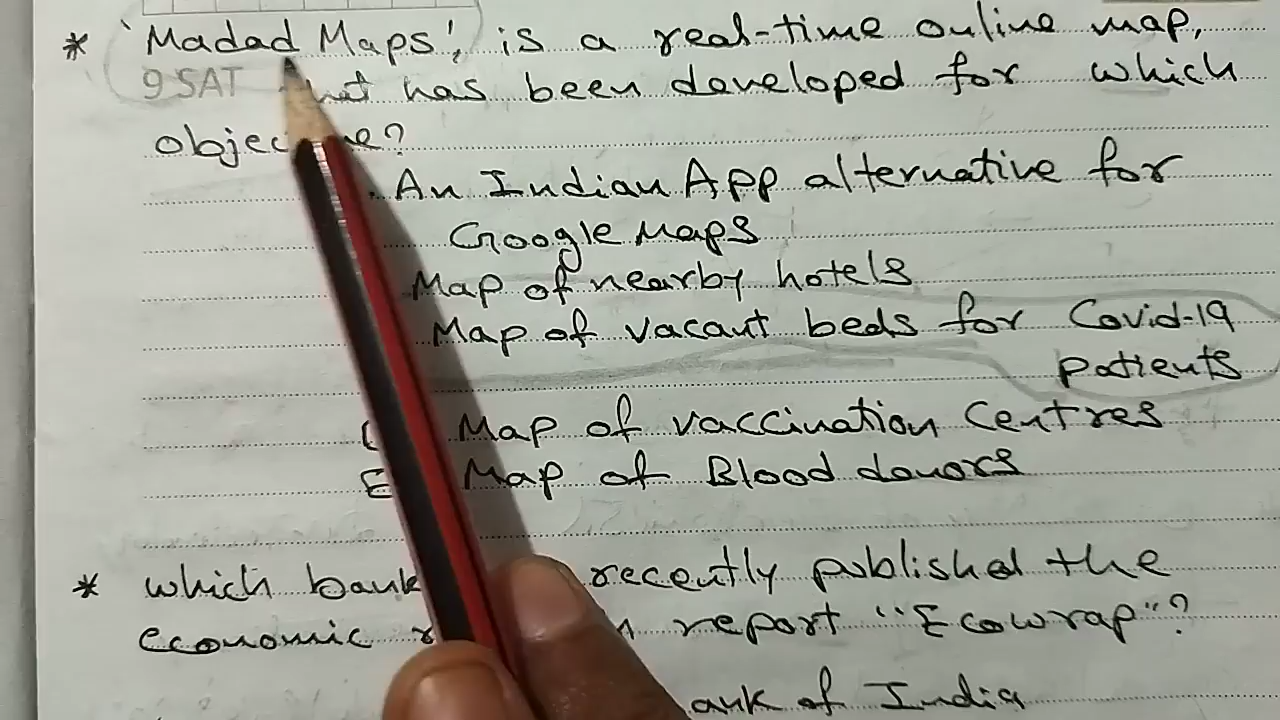 * 'Madad Maps', is a real-time online map,
9 SAT that has been developed for which
objec ve?
An Indian App alternative for
Google Maps
Map of nearby hotels
Map of vacant beds for Covid-19
patients
Map of vaccination Centres
E Map of Blood donors
* which bank recently published the
economic report "Ecowrap"?
ank of India